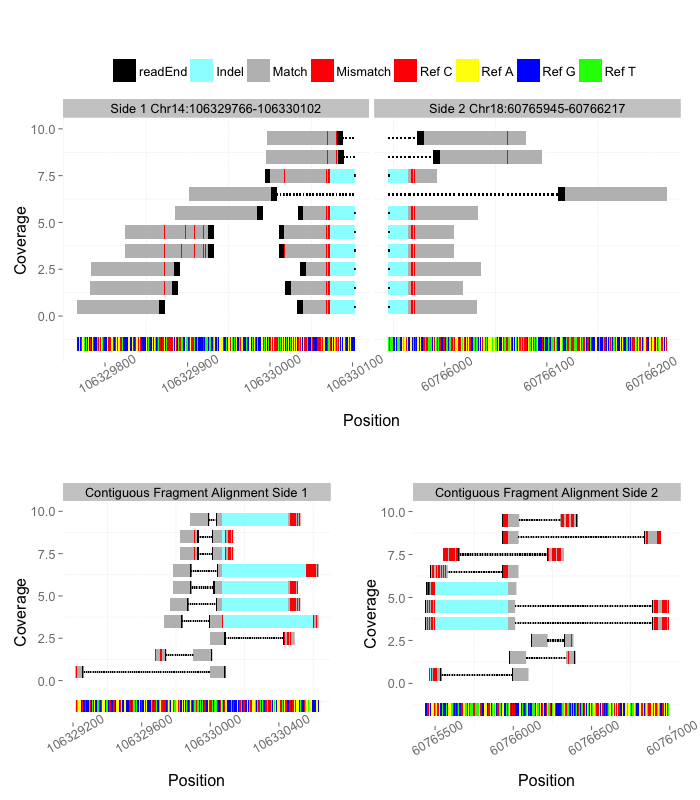 readEnd Indel Match Mismatch Ref C Ref A Ref G Ref T
Side 1 Chr14:106329766-106330102
Side 2 Chr18:60765945-60766217
10.0
7.5
5.0
2.5
0.0
Coverage
106329800 106329900 106330000 106330100
60766000 60766100 60766200
Position
Contiguous Fragment Alignment Side 1
10.0
7.5
5.0
2.5
0.0
Coverage
106329200 106329600 106330000 106330400
Position
Contiguous Fragment Alignment Side 2
10.0
7.5
5.0
2.5
0.0
Coverage
60765500 60766000 60766500 60767000
Position